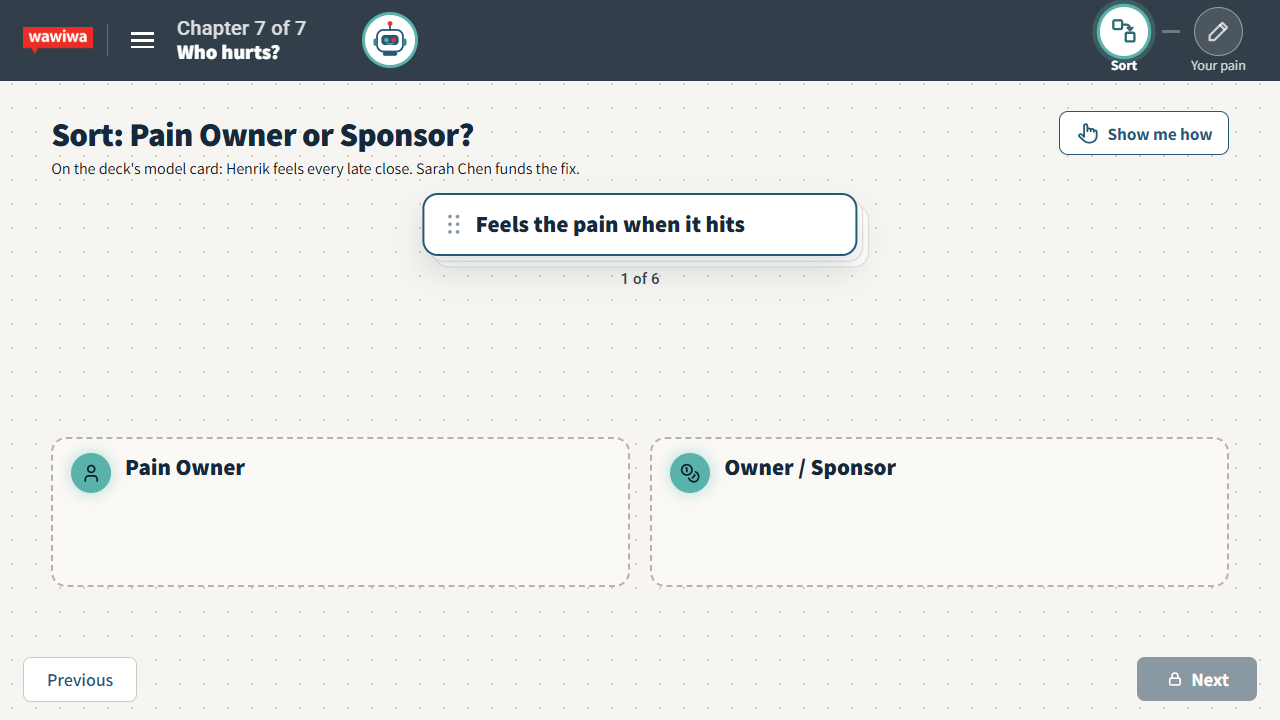 wawiwa
Chapter 7 of 7
Who hurts?
Sort
Your pain
Sort: Pain Owner or Sponsor?
Show me how
On the deck's model card: Henrik feels every late close. Sarah Chen funds the fix.
Feels the pain when it hits
1 of 6
Pain Owner
Owner / Sponsor
Previous
Next